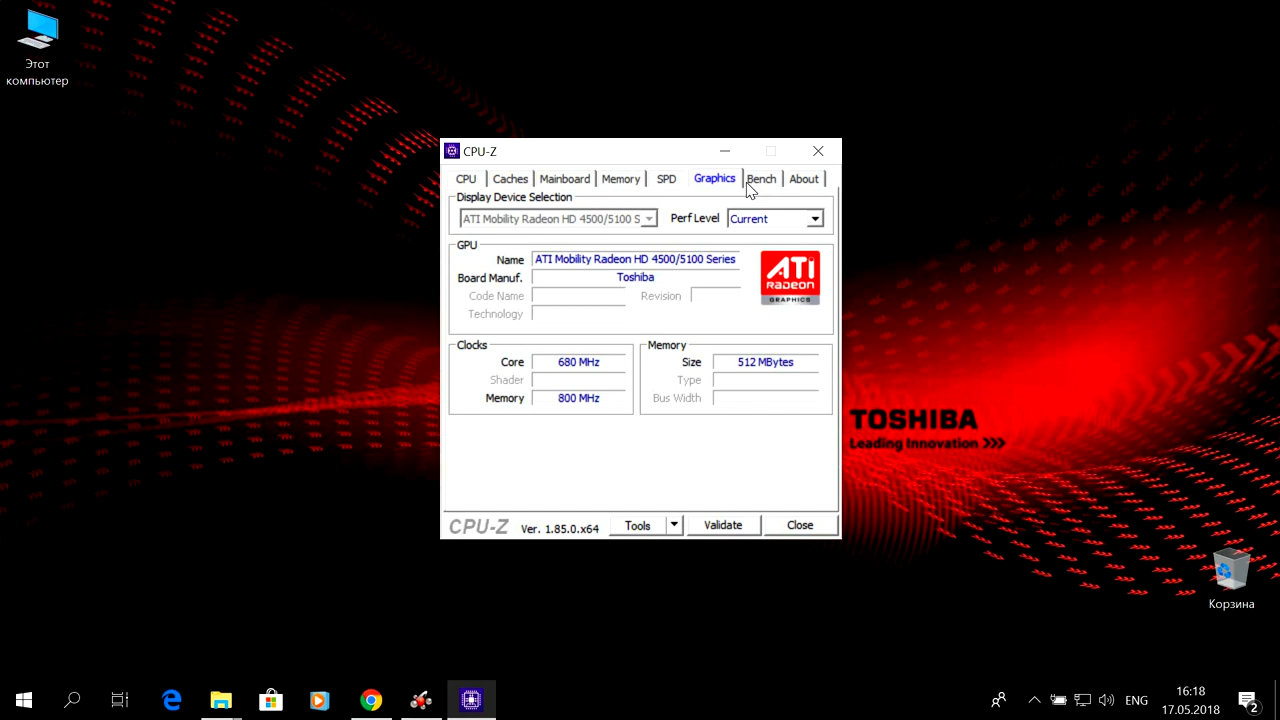 Этот
компьютер
CPU-Z
CPU Caches Mainboard Memory SPD Graphics Bench About
Display Device Selection
ATI Mobility Radeon HD 4500/5100 S Perf Level Current
GPU
Name ATI Mobility Radeon HD 4500/5100 Series
Board Manuf. Toshiba
Code Name Revision
Technology
ATI
RADEON
GRAPHICS
Clocks
Core 680 MHz
Shader
Memory 800 MHz
Memory
Size 512 MBytes
Type
Bus Width
CPU-Z Ver. 1.85.0.x64 Tools Validate Close
TOSHIBA
Leading Innovation >>>
Корзина
ENG
16:18
17.05.2018
2